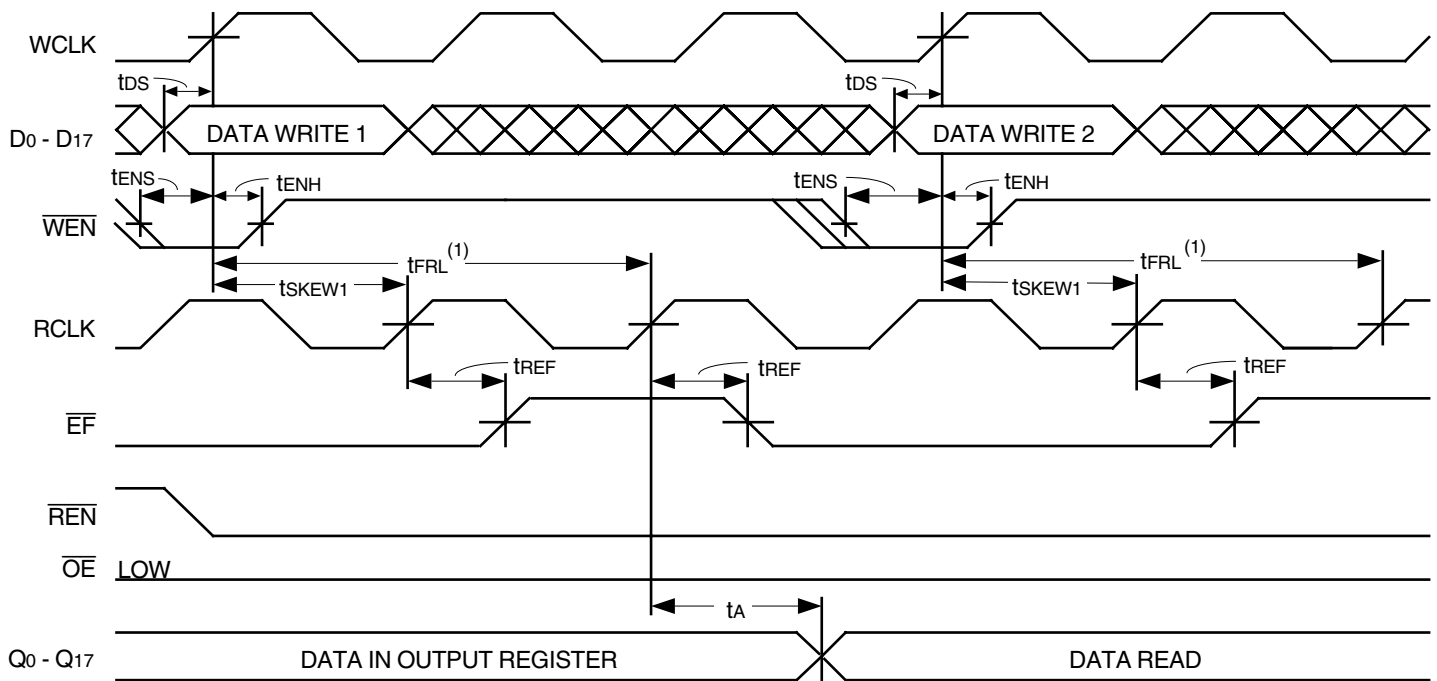 WCLK
tDS
tDS
D0 - D17
DATA WRITE 1
DATA WRITE 2
tENS
tENH
tENS
tENH
WEN
tFRL(1)
tFRL(1)
tSKEW1
tSKEW1
RCLK
tREF
tREF
tREF
EF
REN
OE
LOW
tA
Q0 - Q17
DATA IN OUTPUT REGISTER
DATA READ